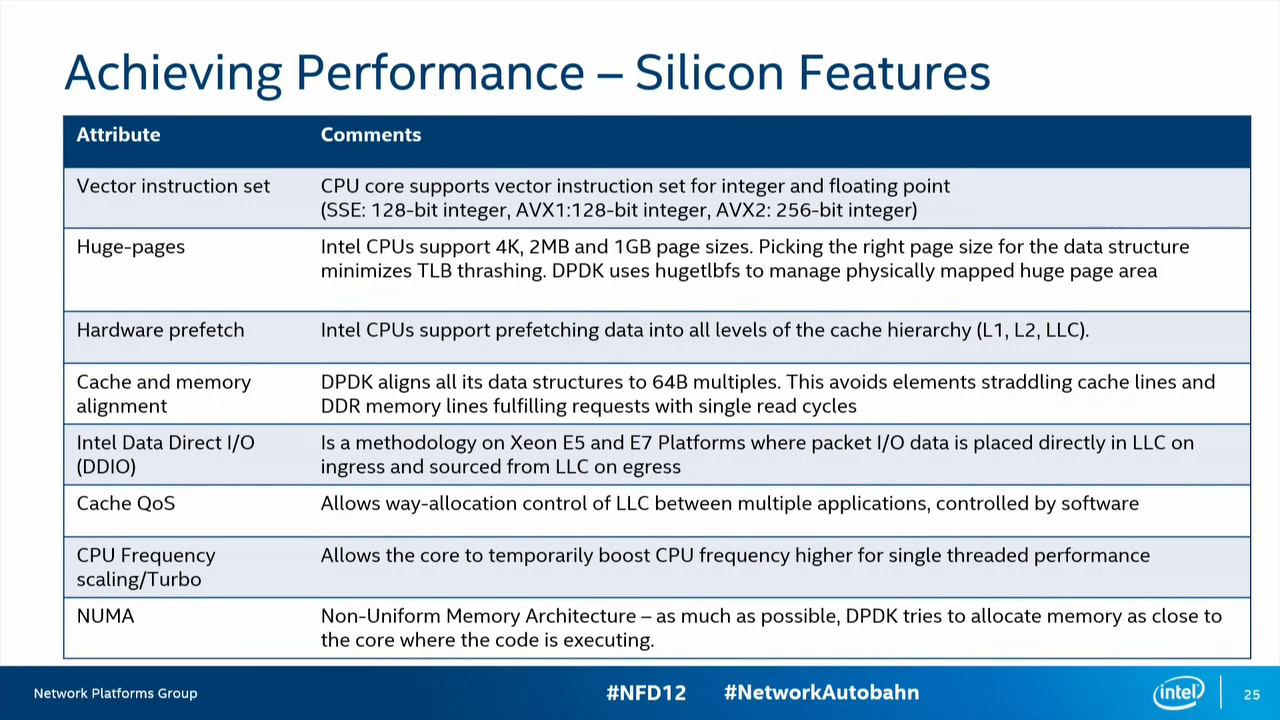 Achieving Performance – Silicon Features
Attribute
Comments
Vector instruction set
CPU core supports vector instruction set for integer and floating point
(SSE: 128-bit integer, AVX1:128-bit integer, AVX2: 256-bit integer)
Huge-pages
Intel CPUs support 4K, 2MB and 1GB page sizes. Picking the right page size for the data structure
minimizes TLB thrashing. DPDK uses hugetlbfs to manage physically mapped huge page area
Hardware prefetch
Intel CPUs support prefetching data into all levels of the cache hierarchy (L1, L2, LLC).
Cache and memory
alignment
DPDK aligns all its data structures to 64B multiples. This avoids elements straddling cache lines and
DDR memory lines fulfilling requests with single read cycles
Intel Data Direct I/O
(DDIO)
Is a methodology on Xeon E5 and E7 Platforms where packet I/O data is placed directly in LLC on
ingress and sourced from LLC on egress
Cache QoS
Allows way-allocation control of LLC between multiple applications, controlled by software
CPU Frequency
scaling/Turbo
Allows the core to temporarily boost CPU frequency higher for single threaded performance
NUMA
Non-Uniform Memory Architecture – as much as possible, DPDK tries to allocate memory as close to
the core where the code is executing.
Network Platforms Group
#NFD12
#NetworkAutobahn
intel
25